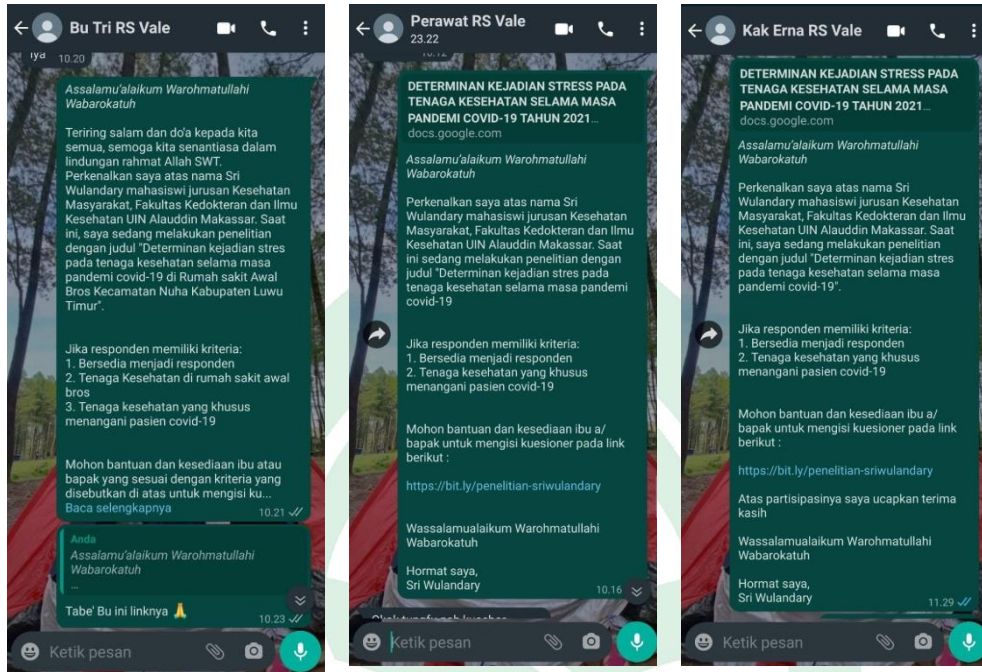 Bu Tri RS Vale
Iya 10.20
Assalamu'alaikum Warohmatullahi
Wabarokatuh
Teriring salam dan do'a kepada kita
semua, semoga kita senantiasa dalam
lindungan rahmat Allah SWT.
Perkenalkan saya atas nama Sri
Wulandary mahasiswi jurusan Kesehatan
Masyarakat, Fakultas Kedokteran dan Ilmu
Kesehatan UIN Alauddin Makassar. Saat
ini, saya sedang melakukan penelitian
dengan judul "Determinan kejadian stres
pada tenaga kesehatan selama masa
pandemi covid-19 di Rumah sakit Awal
Bros Kecamatan Nuha Kabupaten Luwu
Timur".
Jika responden memiliki kriteria:
1. Bersedia menjadi responden
2. Tenaga Kesehatan di rumah sakit awal
bros
3. Tenaga kesehatan yang khusus
menangani pasien covid-19
Mohon bantuan dan kesediaan ibu atau
bapak yang sesuai dengan kriteria yang
disebutkan di atas untuk mengisi ku...
Baca selengkapnya
10.21
Anda
Assalamu'alaikum Warohmatullahi
Wabarokatuh
...
Tabe' Bu ini linknya 🙏
10.23
Ketik pesan
Perawat RS Vale
23.22
10.12
DETERMINAN KEJADIAN STRESS PADA
TENAGA KESEHATAN SELAMA MASA
PANDEMI COVID-19 TAHUN 2021...
docs.google.com
Assalamu'alaikum Warohmatullahi
Wabarokatuh
Perkenalkan saya atas nama Sri
Wulandary mahasiswi jurusan Kesehatan
Masyarakat, Fakultas Kedokteran dan Ilmu
Kesehatan UIN Alauddin Makassar. Saat
ini sedang melakukan penelitian dengan
judul "Determinan kejadian stres pada
tenaga kesehatan selama masa pandemi
covid-19
Jika responden memiliki kriteria:
1. Bersedia menjadi responden
2. Tenaga kesehatan yang khusus
menangani pasien covid-19
Mohon bantuan dan kesediaan ibu a/
bapak untuk mengisi kuesioner pada link
berikut :
https://bit.ly/penelitian-sriwulandary
Wassalamualaikum Warohmatullahi
Wabarokatuh
Hormat saya,
Sri Wulandary
10.16
Ketik pesan
Kak Erna RS Vale
DETERMINAN KEJADIAN STRESS PADA
TENAGA KESEHATAN SELAMA MASA
PANDEMI COVID-19 TAHUN 2021...
docs.google.com
Assalamu'alaikum Warohmatullahi
Wabarokatuh
Perkenalkan saya atas nama Sri
Wulandary mahasiswi jurusan Kesehatan
Masyarakat, Fakultas Kedokteran dan Ilmu
Kesehatan UIN Alauddin Makassar. Saat
ini, saya sedang melakukan penelitian
dengan judul "Determinan kejadian stres
pada tenaga kesehatan selama masa
pandemi covid-19".
Jika responden memiliki kriteria:
1. Bersedia menjadi responden
2. Tenaga kesehatan yang khusus
menangani pasien covid-19
Mohon bantuan dan kesediaan ibu a/
bapak untuk mengisi kuesioner pada link
berikut :
https://bit.ly/penelitian-sriwulandary
Atas partisipasinya saya ucapkan terima
kasih
Wassalamualaikum Warohmatullahi
Wabarokatuh
Hormat saya,
Sri Wulandary
11.29
Ketik pesan